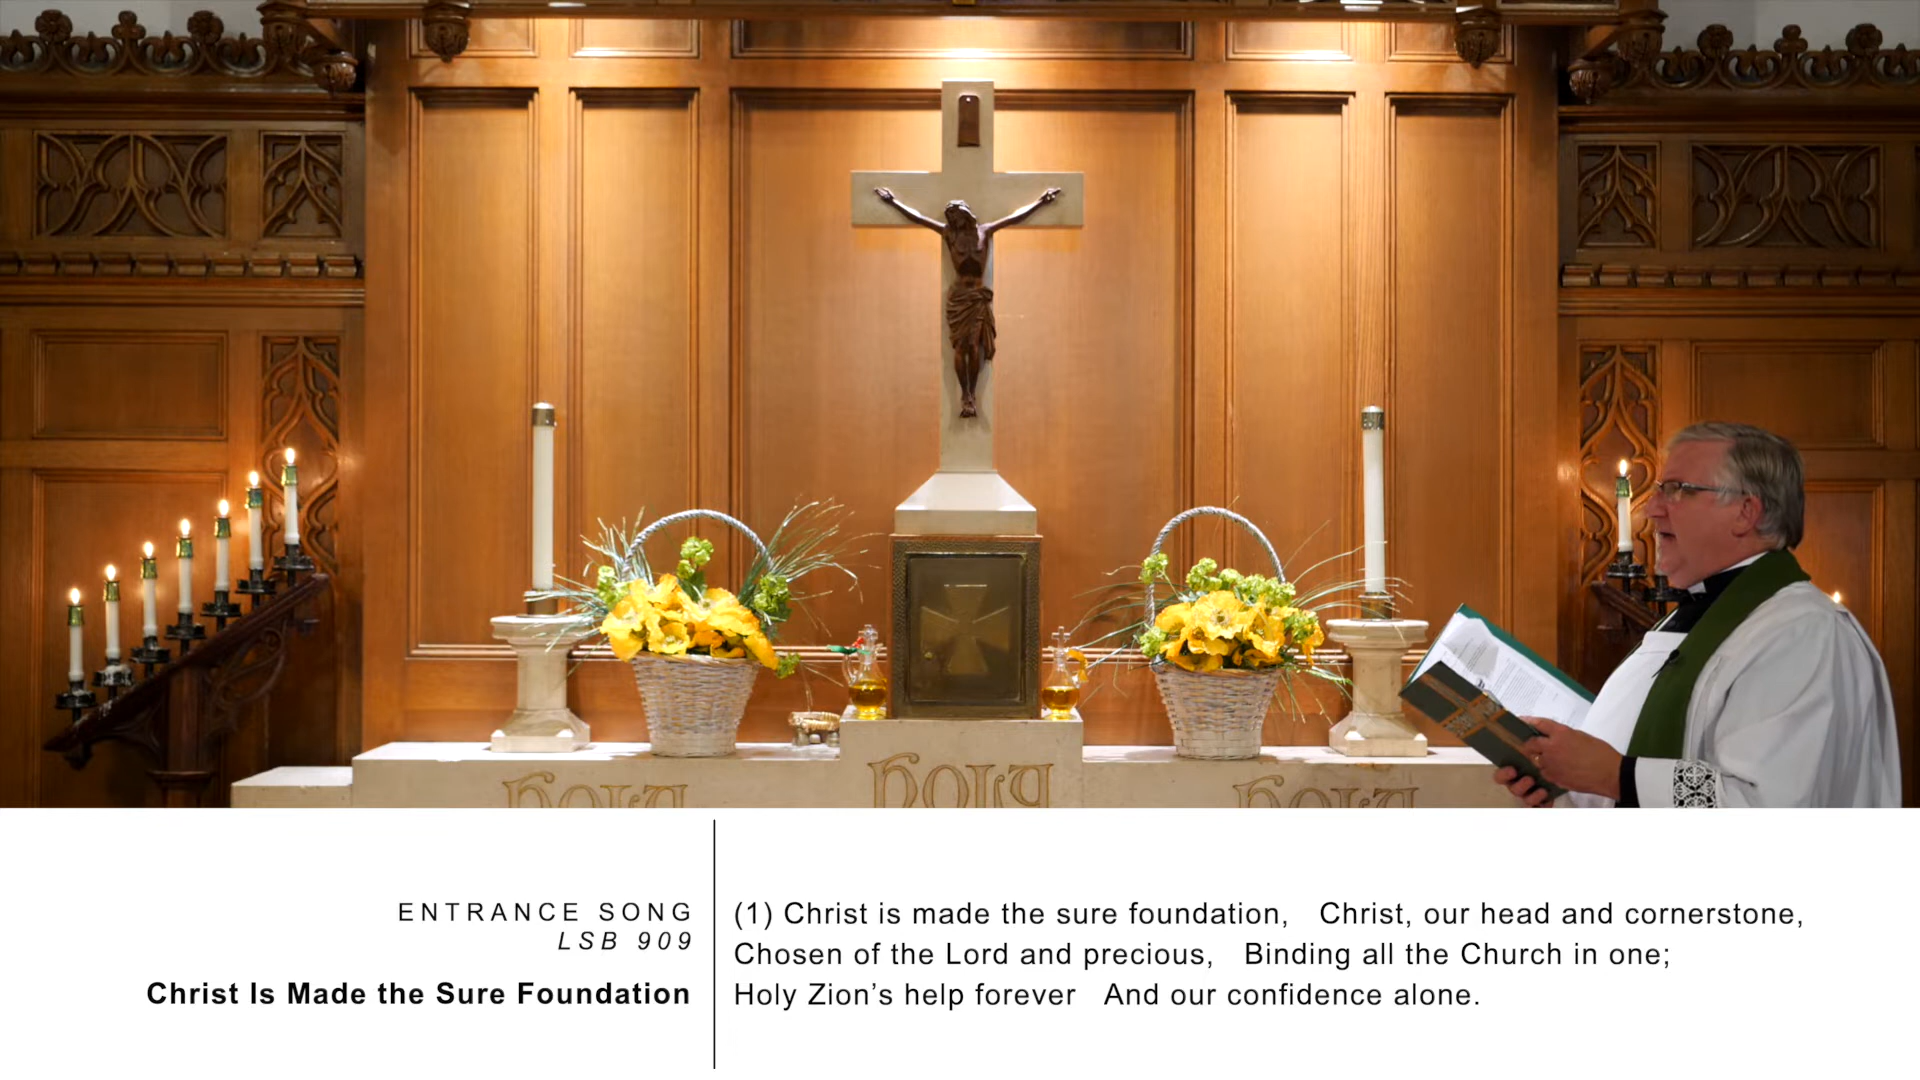 HOLY HOLY HOLY
ENTRANCE SONG
LSB 909
Christ Is Made the Sure Foundation
(1) Christ is made the sure foundation, Christ, our head and cornerstone,
Chosen of the Lord and precious, Binding all the Church in one;
Holy Zion’s help forever And our confidence alone.